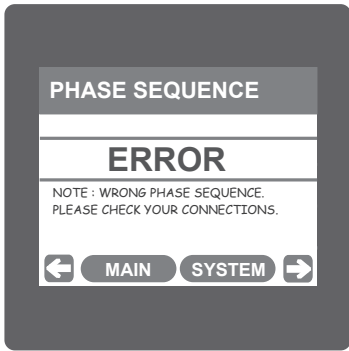 PHASE SEQUENCE
ERROR
NOTE : WRONG PHASE SEQUENCE.
PLEASE CHECK YOUR CONNECTIONS.
MAIN SYSTEM